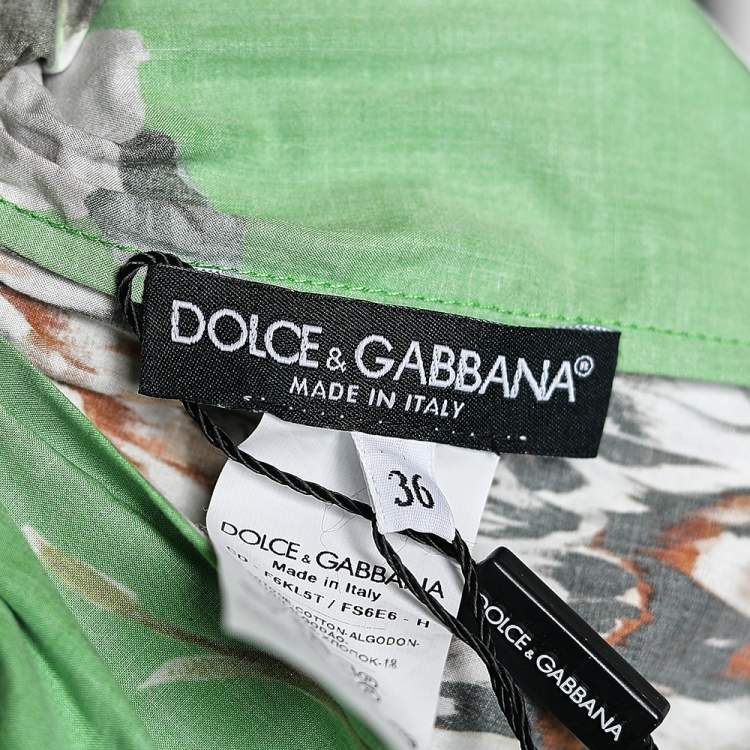 DOLCE & GABBANA®
MADE IN ITALY
36
DOLCE & GABBANA
Made in Italy
F6KL5T / FS6E6 - H
COTTON-ALGODON-
DOLCE & GABBANA